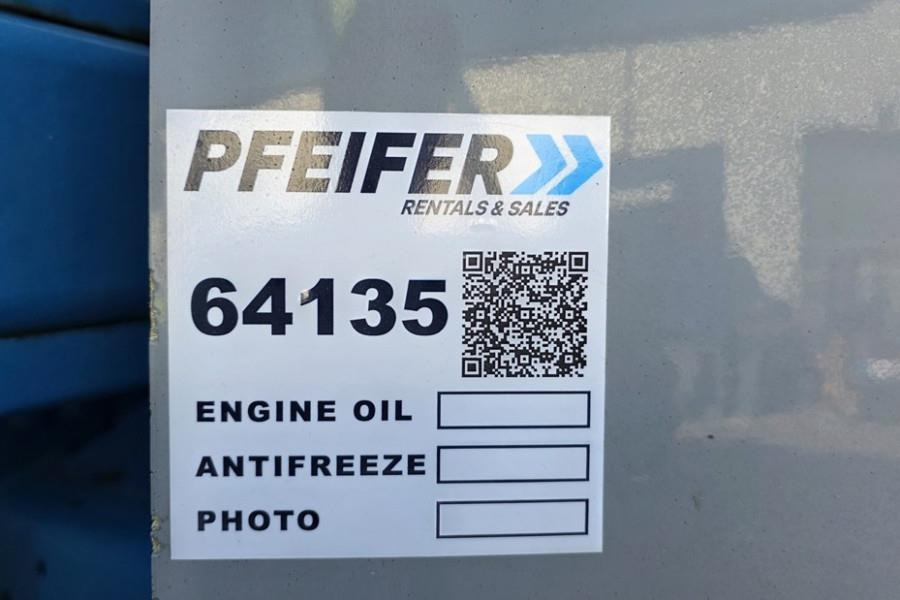 PFEIFER
RENTALS & SALES
64135
ENGINE OIL
ANTIFREEZE
PHOTO